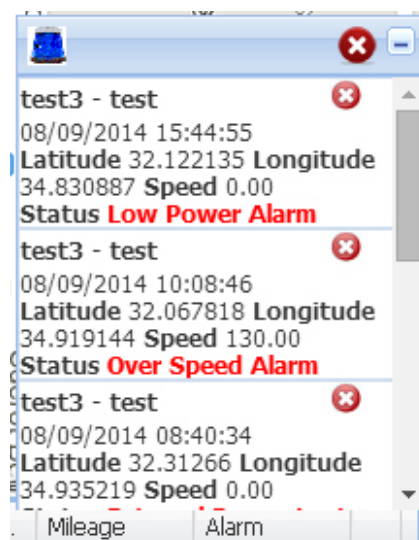 test3 - test
08/09/2014 15:44:55
Latitude 32.122135 Longitude
34.830887 Speed 0.00
Status Low Power Alarm
test3 - test
08/09/2014 10:08:46
Latitude 32.067818 Longitude
34.919144 Speed 130.00
Status Over Speed Alarm
test3 - test
08/09/2014 08:40:34
Latitude 32.31266 Longitude
34.935219 Speed 0.00
Mileage Alarm